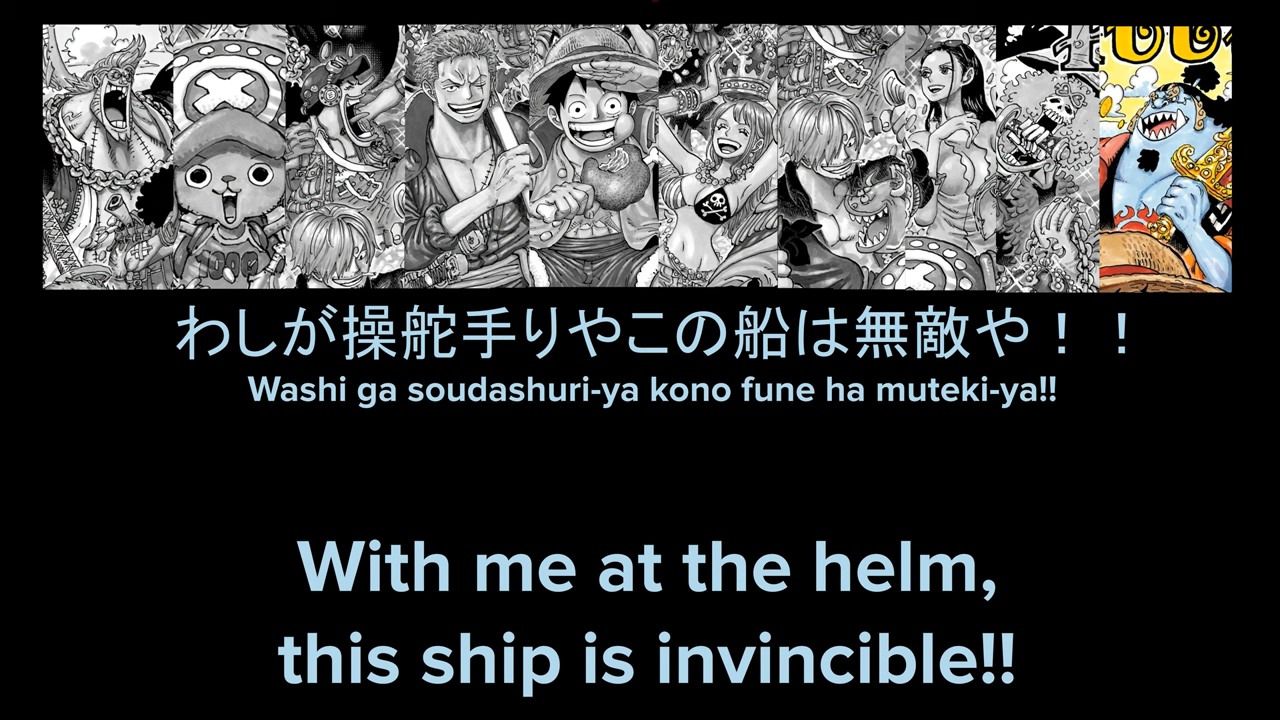 わしが操舵手りやこの船は無敵や！！
Washi ga soudashuri-ya kono fune ha muteki-ya!!
With me at the helm,
this ship is invincible!!